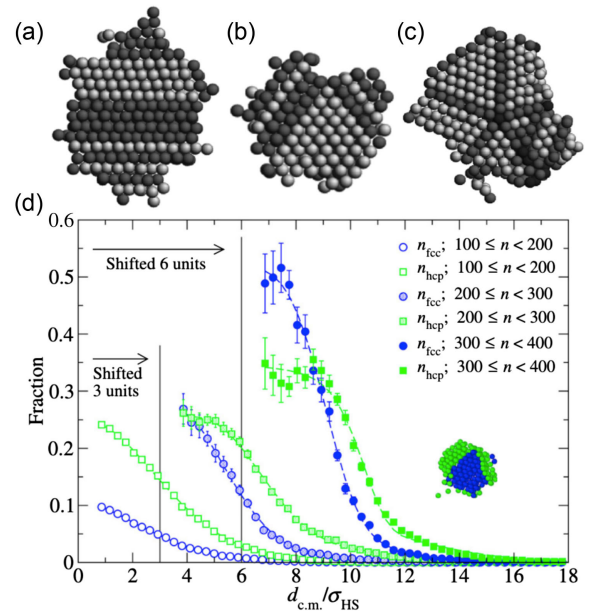 (a)
(b)
(c)
(d)
0.6
0.5
0.4
0.3
0.2
0.1
0
Fraction
Shifted 6 units
Shifted
3 units
n_fcc; 100 ≤ n < 200
n_hcp; 100 ≤ n < 200
n_fcc; 200 ≤ n < 300
n_hcp; 200 ≤ n < 300
n_fcc; 300 ≤ n < 400
n_hcp; 300 ≤ n < 400
0 2 4 6 8 10 12 14 16 18
d_c.m./σ_HS